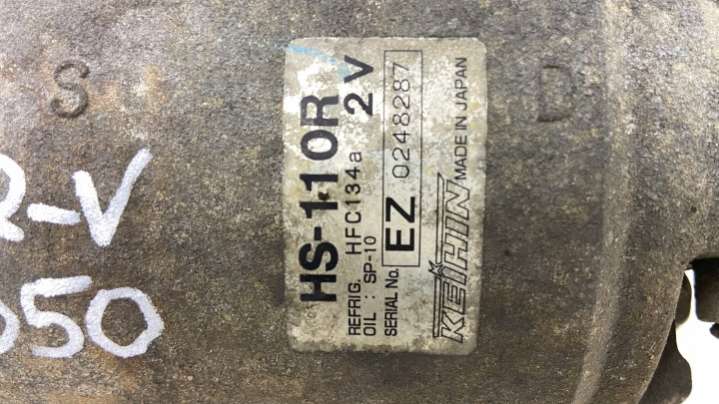 S
HS-110R
REFRIG. HFC134a 2V
OIL : SP-10
SERIAL No. EZ 0248287
KEIHIN MADE IN JAPAN
D
R-V
050